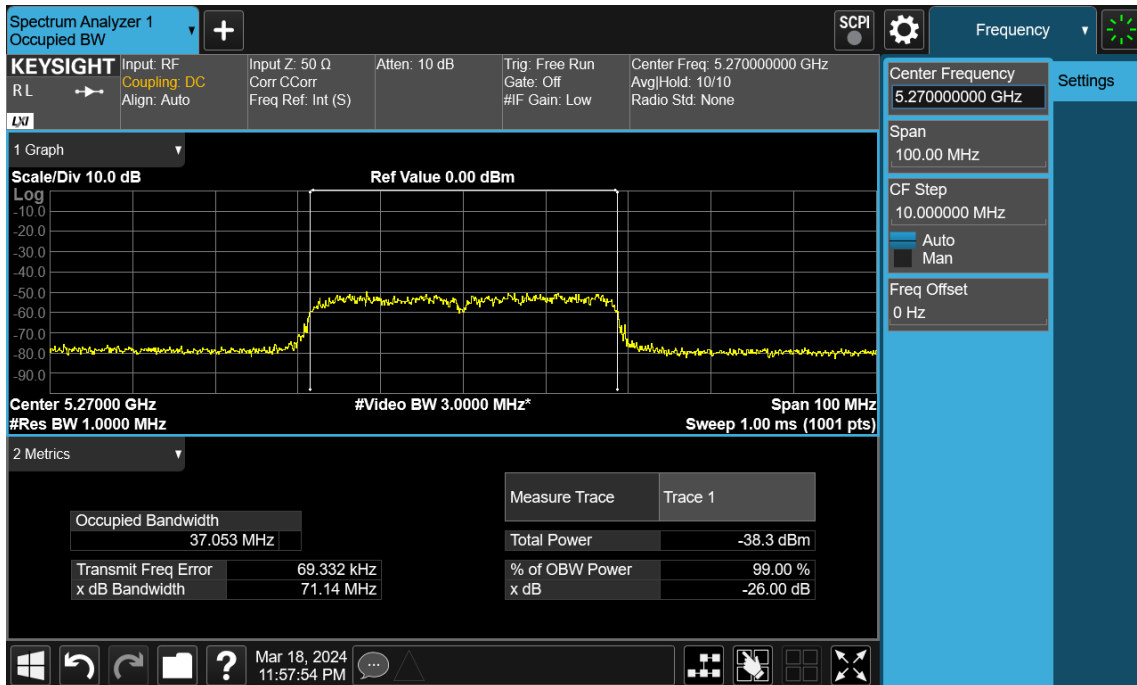 Spectrum Analyzer 1
Occupied BW
+
SCPI
Frequency
KEYSIGHT
RL
LXI
Input: RF
Coupling: DC
Align: Auto
Input Z: 50 Ω
Corr CCorr
Freq Ref: Int (S)
Atten: 10 dB
Trig: Free Run
Gate: Off
#IF Gain: Low
Center Freq: 5.270000000 GHz
Avg|Hold: 10/10
Radio Std: None
Center Frequency
5.270000000 GHz
Settings
Span
100.00 MHz
CF Step
10.000000 MHz
Auto
Man
Freq Offset
0 Hz
1 Graph
Scale/Div 10.0 dB
Ref Value 0.00 dBm
Log
-10.0
-20.0
-30.0
-40.0
-50.0
-60.0
-70.0
-80.0
-90.0
Center 5.27000 GHz
#Video BW 3.0000 MHz*
Span 100 MHz
#Res BW 1.0000 MHz
Sweep 1.00 ms (1001 pts)
2 Metrics
Measure Trace Trace 1
Occupied Bandwidth
37.053 MHz
Total Power -38.3 dBm
Transmit Freq Error 69.332 kHz
% of OBW Power 99.00 %
x dB Bandwidth 71.14 MHz
x dB -26.00 dB
?
Mar 18, 2024
11:57:54 PM